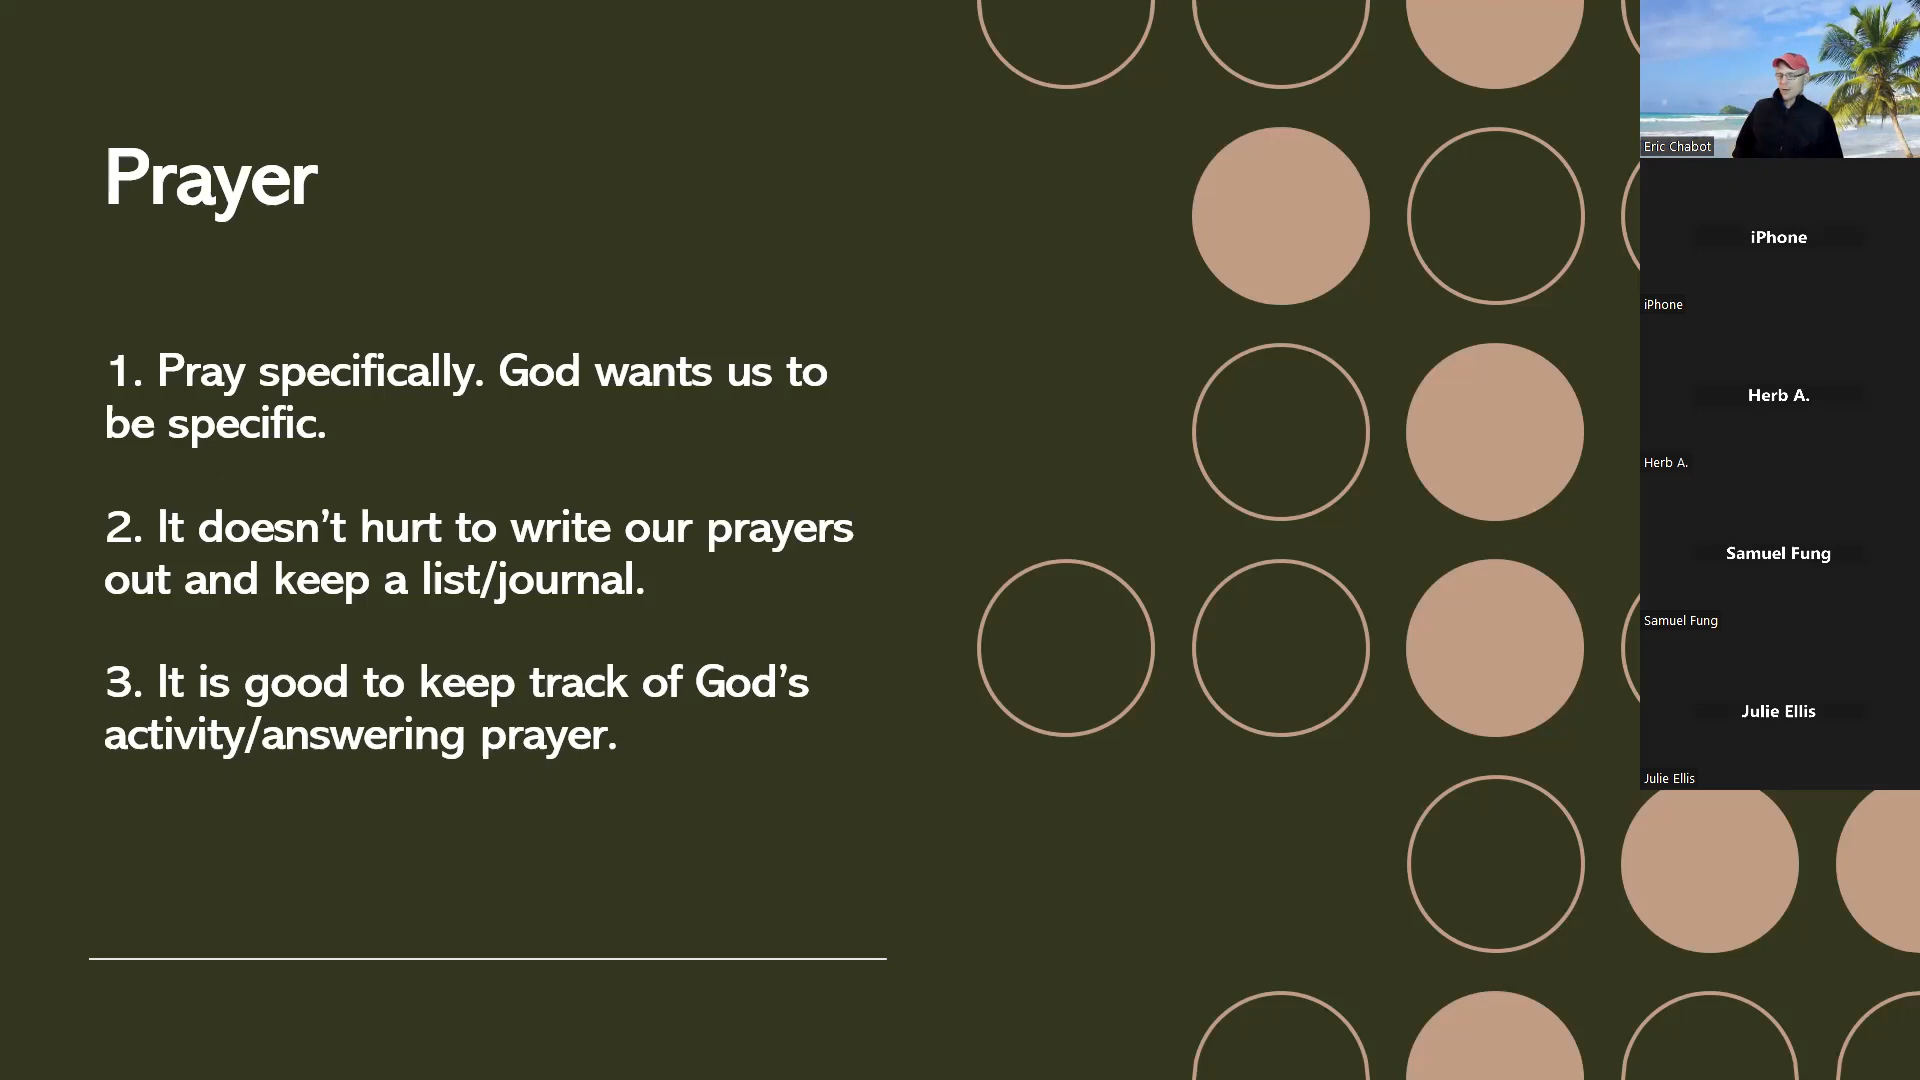 Prayer
1. Pray specifically. God wants us to
be specific.
2. It doesn’t hurt to write our prayers
out and keep a list/journal.
3. It is good to keep track of God’s
activity/answering prayer.
Eric Chabot
iPhone
iPhone
Herb A.
Herb A.
Samuel Fung
Samuel Fung
Julie Ellis
Julie Ellis